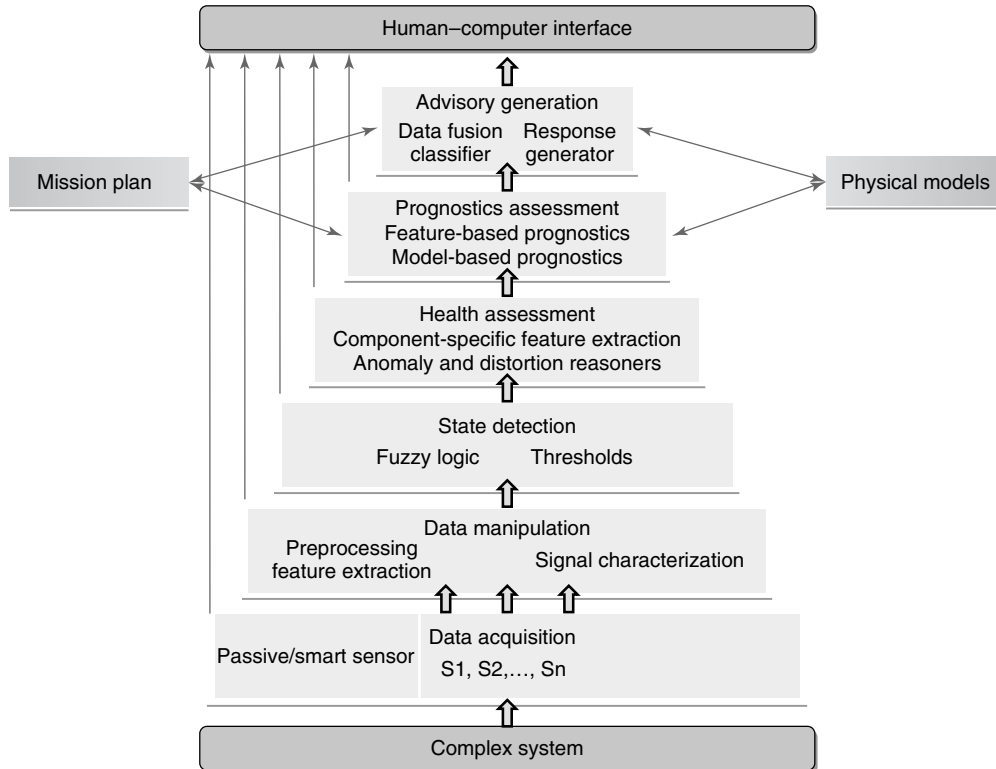 Human–computer interface
Advisory generation
Data fusion
classifier
Response
generator
Mission plan
Physical models
Prognostics assessment
Feature-based prognostics
Model-based prognostics
Health assessment
Component-specific feature extraction
Anomaly and distortion reasoners
State detection
Fuzzy logic
Thresholds
Data manipulation
Preprocessing
feature extraction
Signal characterization
Passive/smart sensor
Data acquisition
S1, S2,…, Sn
Complex system